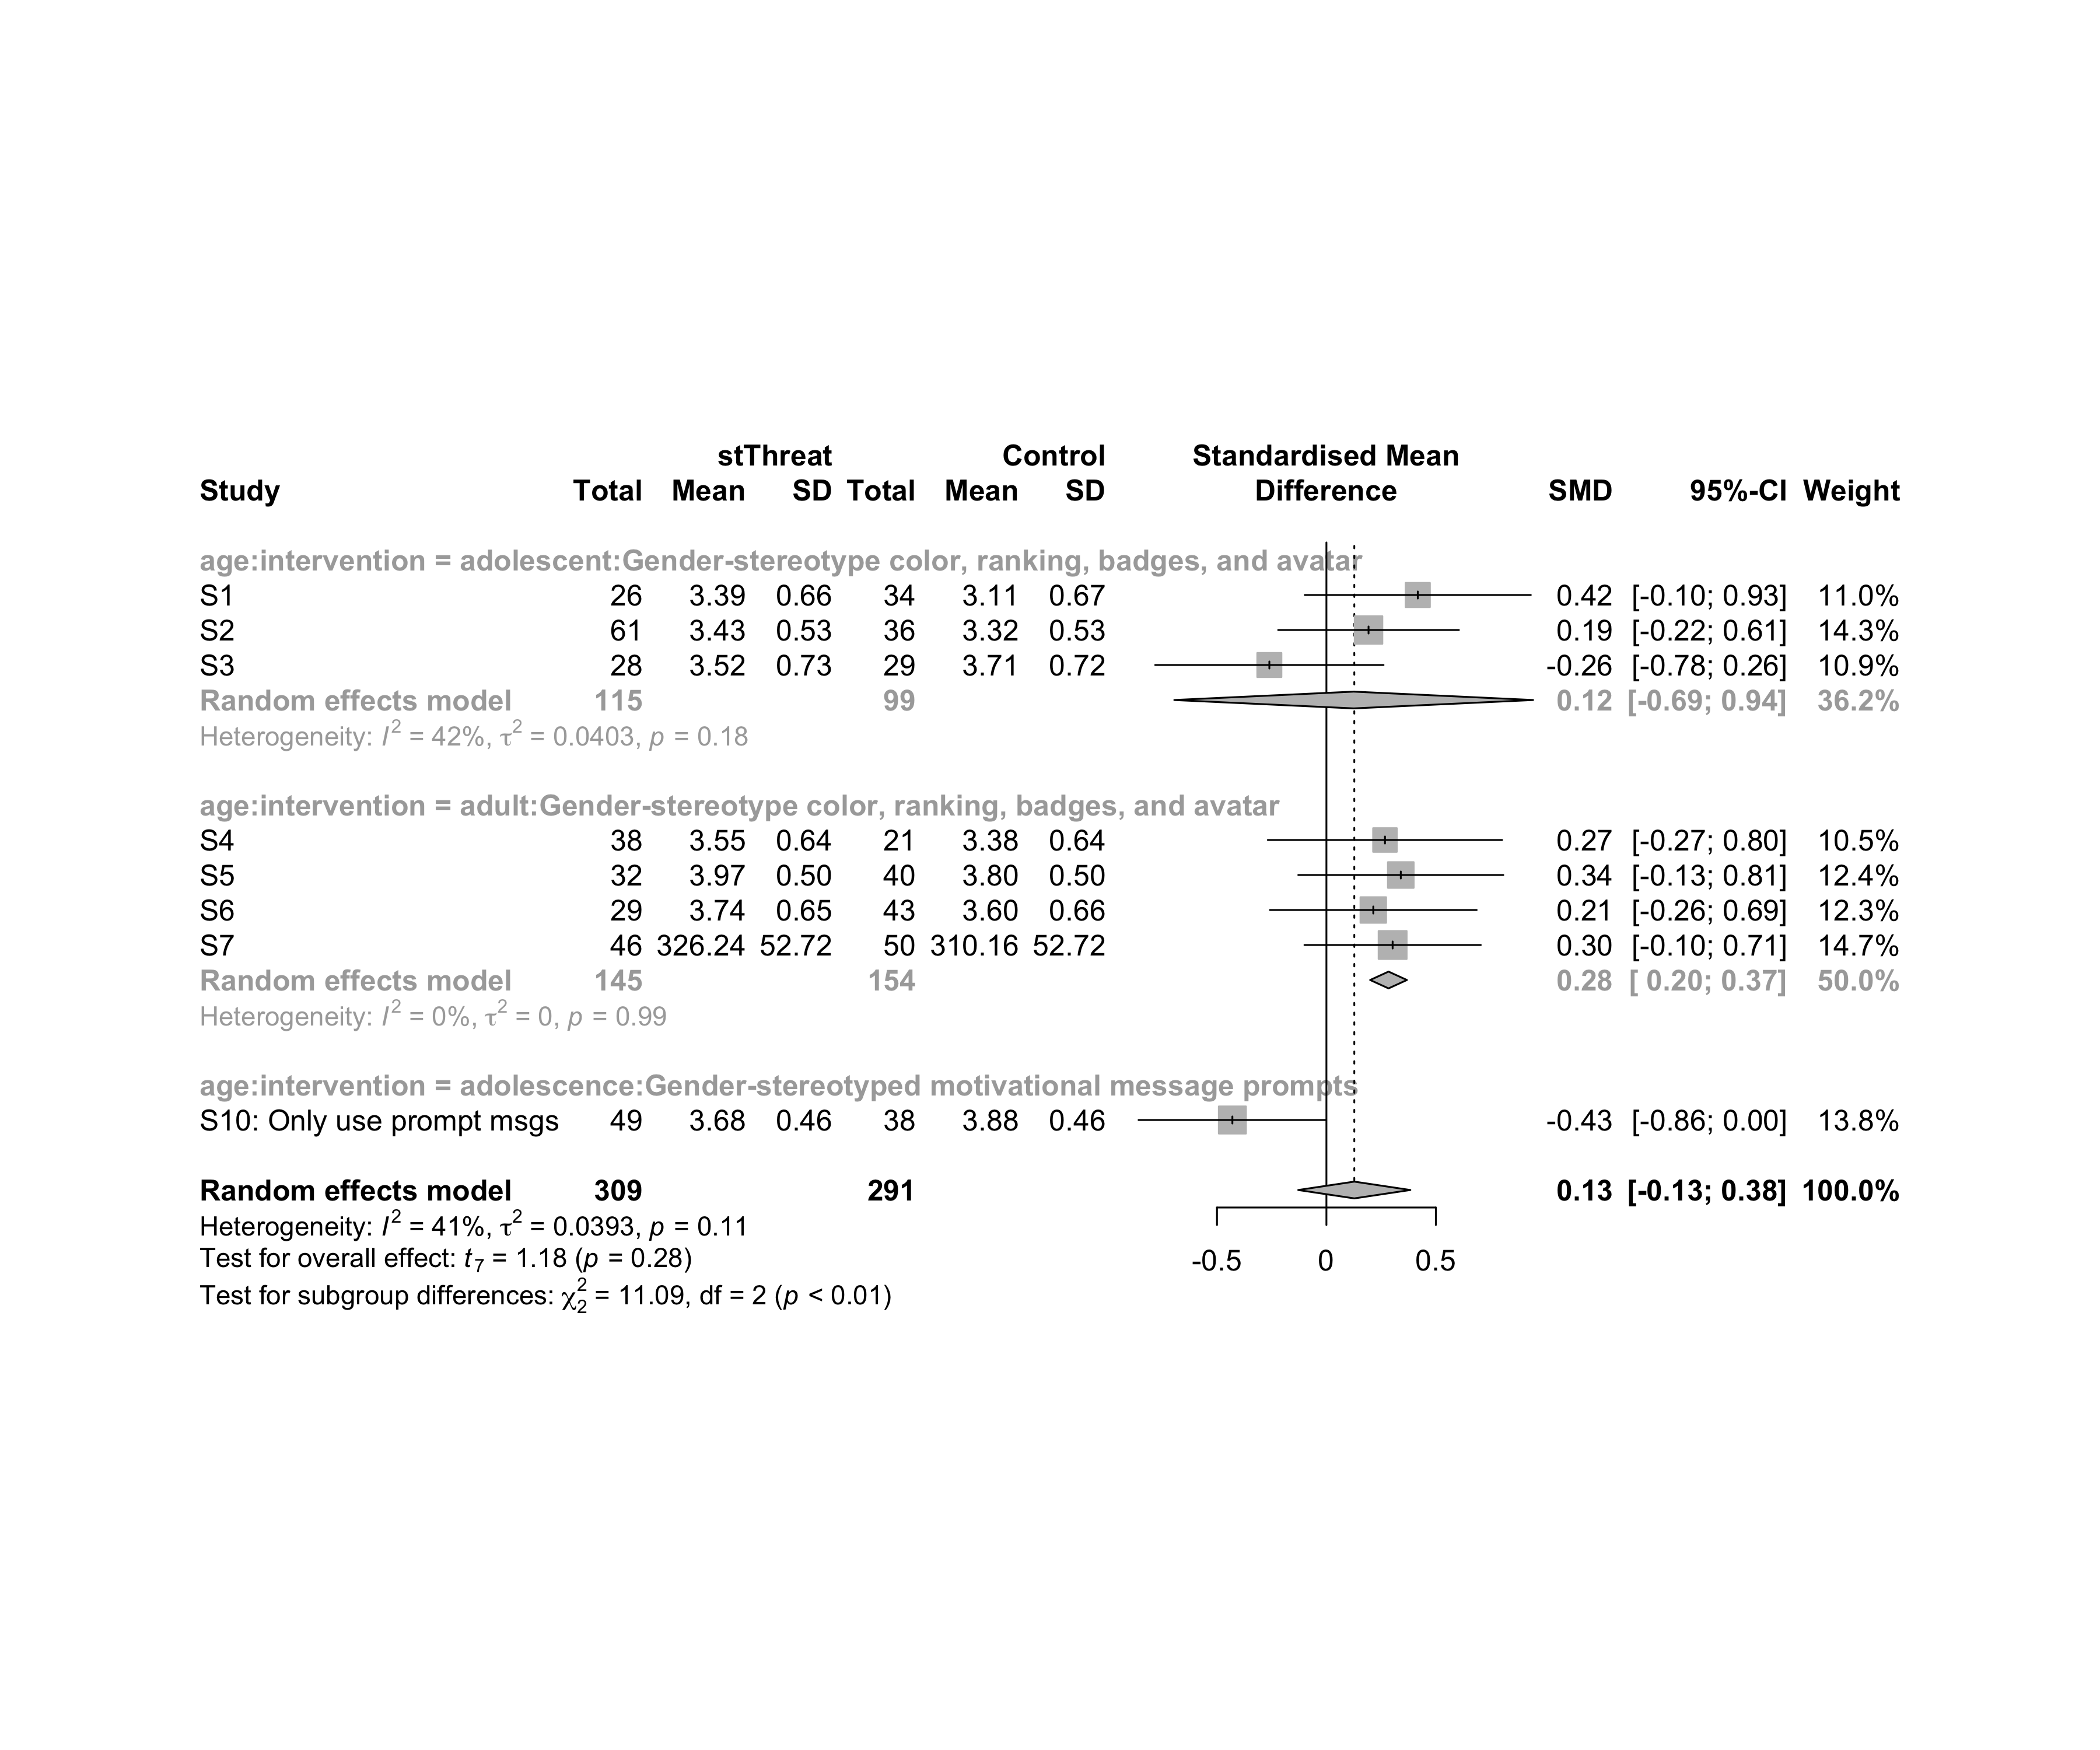 stThreat Control Standardised Mean
Study Total Mean SD Total Mean SD Difference SMD 95%-CI Weight
age:intervention = adolescent:Gender-stereotype color, ranking, badges, and avatar
S1 26 3.39 0.66 34 3.11 0.67 0.42 [-0.10; 0.93] 11.0%
S2 61 3.43 0.53 36 3.32 0.53 0.19 [-0.22; 0.61] 14.3%
S3 28 3.52 0.73 29 3.71 0.72 -0.26 [-0.78; 0.26] 10.9%
Random effects model 115 99 0.12 [-0.69; 0.94] 36.2%
Heterogeneity: I² = 42%, τ² = 0.0403, p = 0.18
age:intervention = adult:Gender-stereotype color, ranking, badges, and avatar
S4 38 3.55 0.64 21 3.38 0.64 0.27 [-0.27; 0.80] 10.5%
S5 32 3.97 0.50 40 3.80 0.50 0.34 [-0.13; 0.81] 12.4%
S6 29 3.74 0.65 43 3.60 0.66 0.21 [-0.26; 0.69] 12.3%
S7 46 326.24 52.72 50 310.16 52.72 0.30 [-0.10; 0.71] 14.7%
Random effects model 145 154 0.28 [ 0.20; 0.37] 50.0%
Heterogeneity: I² = 0%, τ² = 0, p = 0.99
age:intervention = adolescence:Gender-stereotyped motivational message prompts
S10: Only use prompt msgs 49 3.68 0.46 38 3.88 0.46 -0.43 [-0.86; 0.00] 13.8%
Random effects model 309 291 0.13 [-0.13; 0.38] 100.0%
Heterogeneity: I² = 41%, τ² = 0.0393, p = 0.11
Test for overall effect: t₇ = 1.18 (p = 0.28) -0.5 0 0.5
Test for subgroup differences: χ²₂ = 11.09, df = 2 (p < 0.01)